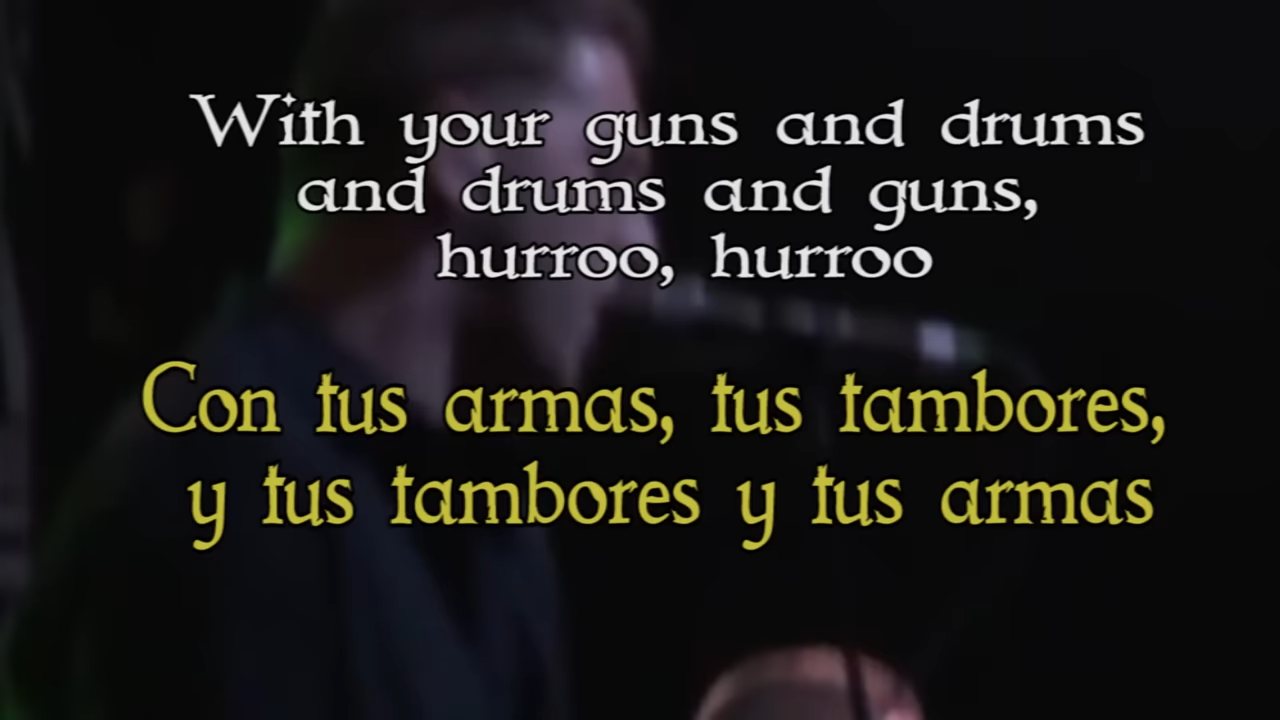 With your guns and drums
and drums and guns,
hurroo, hurroo
Con tus armas, tus tambores,
y tus tambores y tus armas